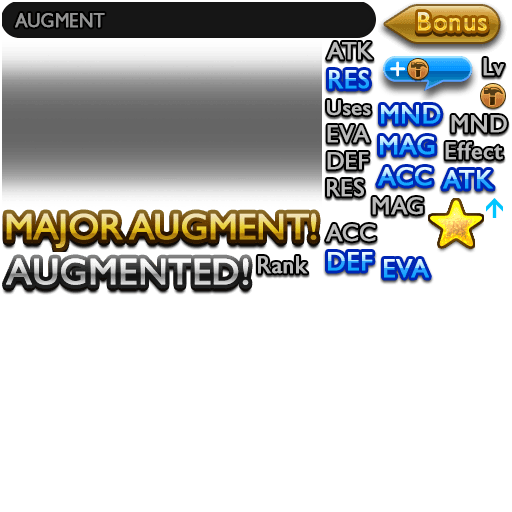 AUGMENT
Bonus
ATK
RES
+
Lv
Uses
MND
MND
EVA
MAG
Effect
DEF
RES
ACC
ATK
MAG
MAJOR AUGMENT!
ACC
AUGMENTED!
Rank
DEF
EVA